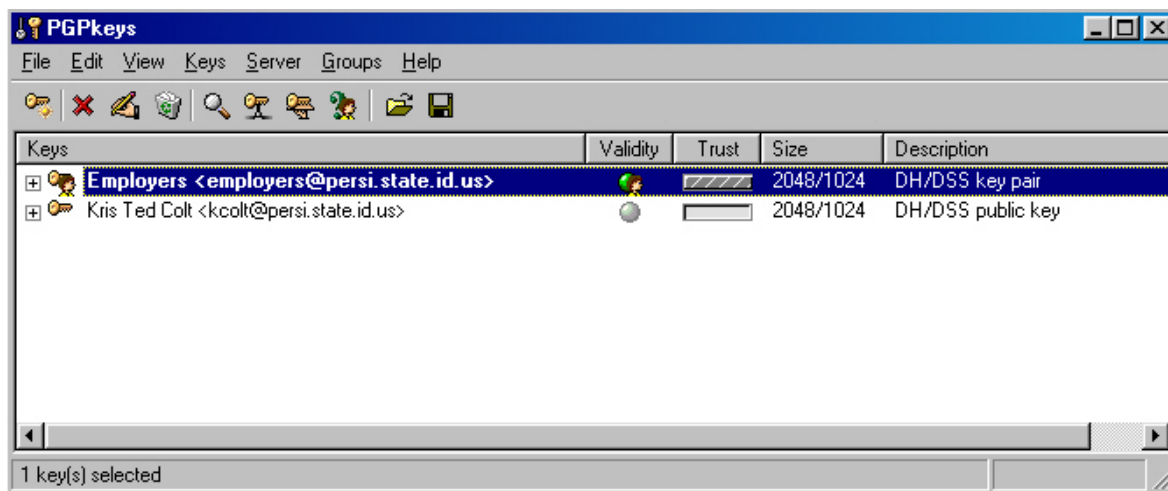 PGPkeys
File Edit View Keys Server Groups Help
Keys Validity Trust Size Description
Employers <employers@persi.state.id.us> 2048/1024 DH/DSS key pair
Kris Ted Colt <kcolt@persi.state.id.us> 2048/1024 DH/DSS public key
1 key(s) selected